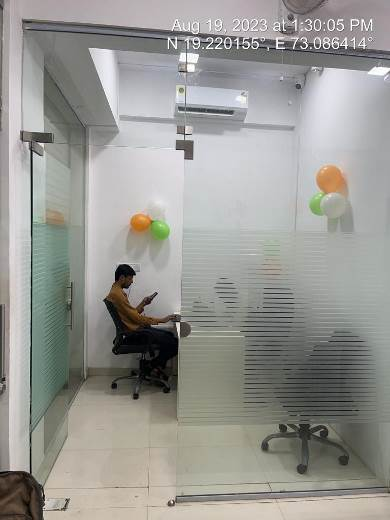 Aug 19, 2023 at 1:30:05 PM
N 19.220155°, E 73.086414°